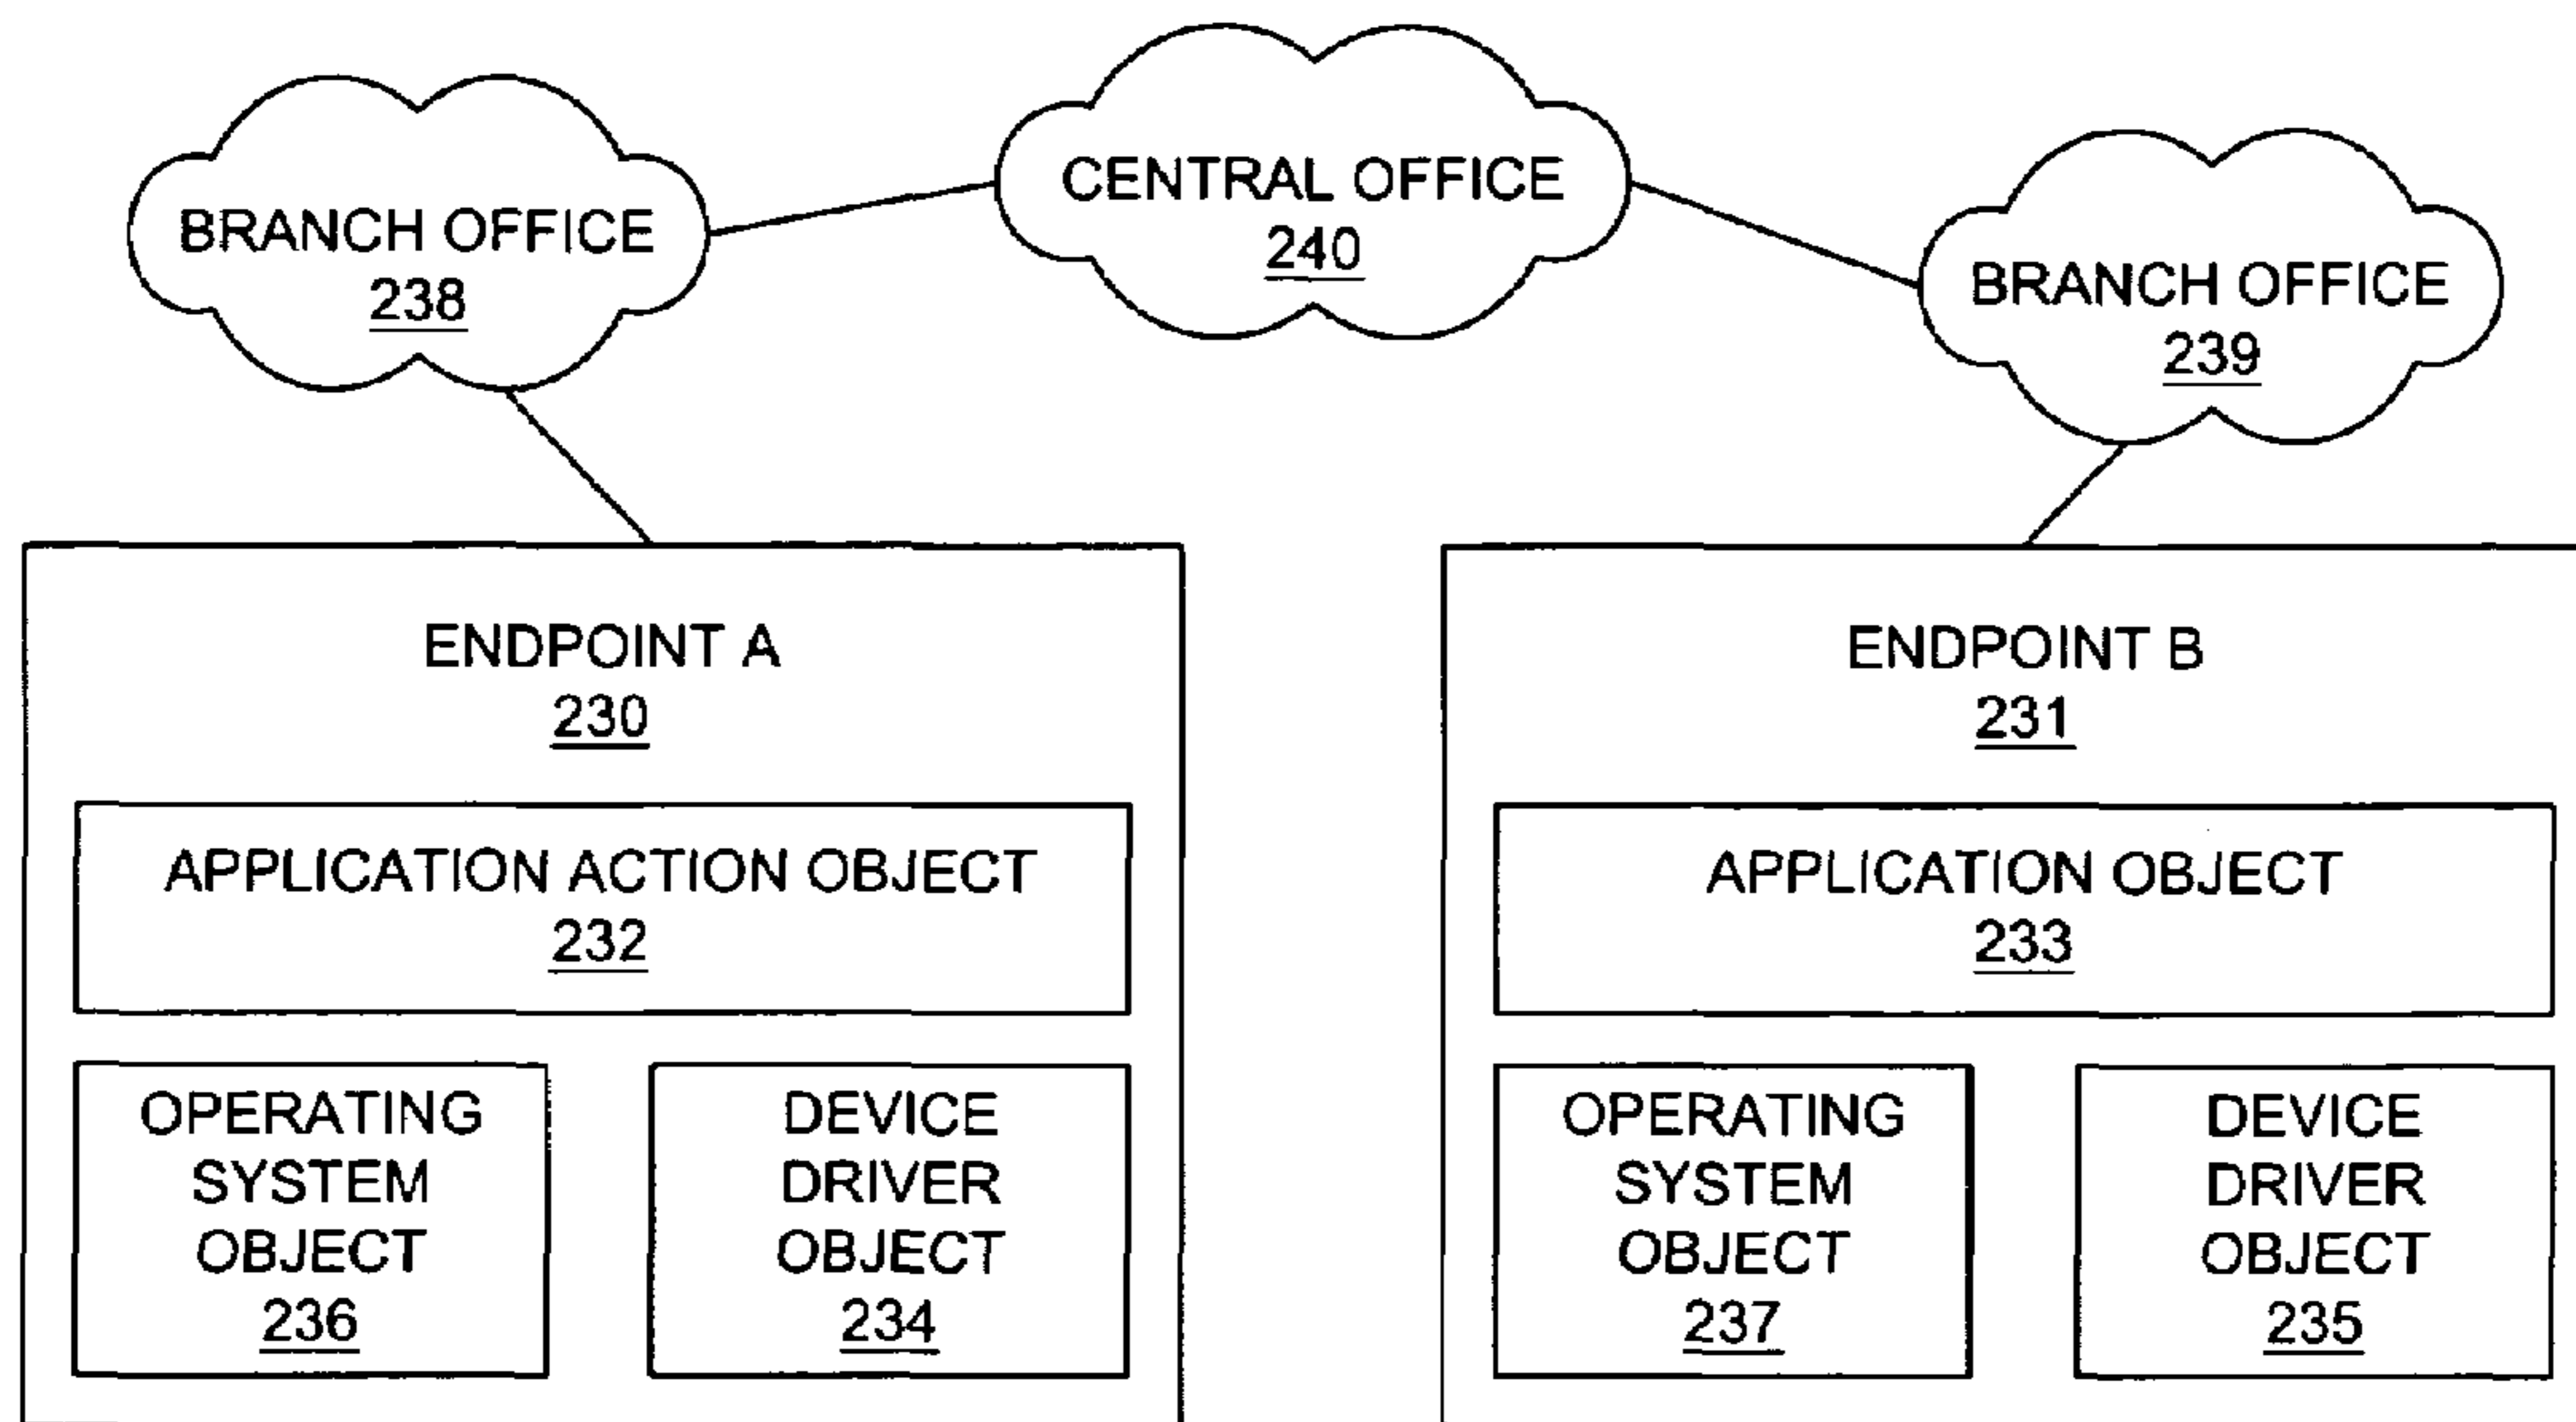 CENTRAL OFFICE
240
BRANCH OFFICE
238
BRANCH OFFICE
239
ENDPOINT A
230
APPLICATION ACTION OBJECT
232
OPERATING
SYSTEM
OBJECT
236
DEVICE
DRIVER
OBJECT
234
ENDPOINT B
231
APPLICATION OBJECT
233
OPERATING
SYSTEM
OBJECT
237
DEVICE
DRIVER
OBJECT
235